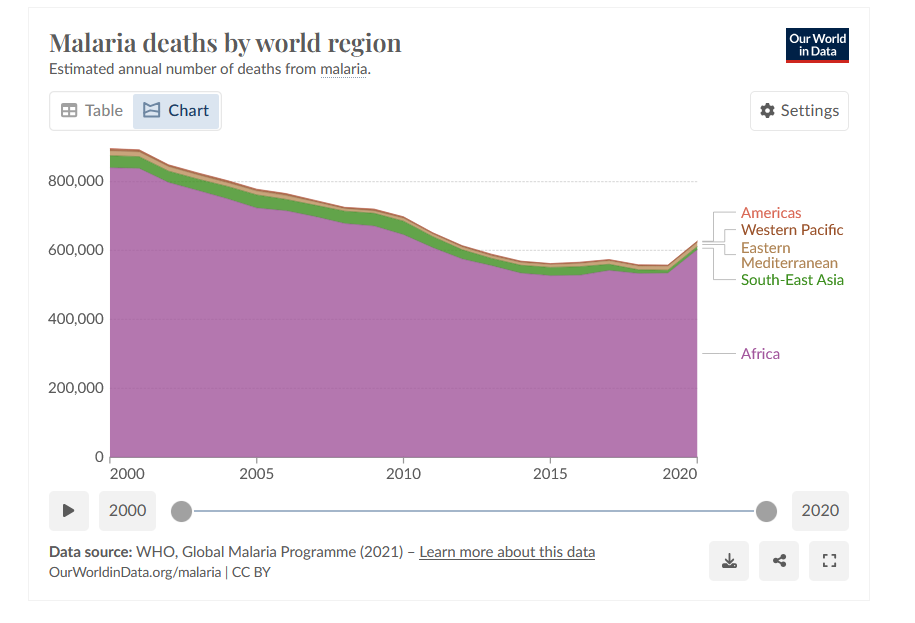 Malaria deaths by world region
Estimated annual number of deaths from malaria.
Our World
in Data
Table
Chart
Settings
800,000
600,000
400,000
200,000
0
2000
2005
2010
2015
2020
Americas
Western Pacific
Eastern
Mediterranean
South-East Asia
Africa
2000
2020
Data source: WHO, Global Malaria Programme (2021) – Learn more about this data
OurWorldinData.org/malaria | CC BY